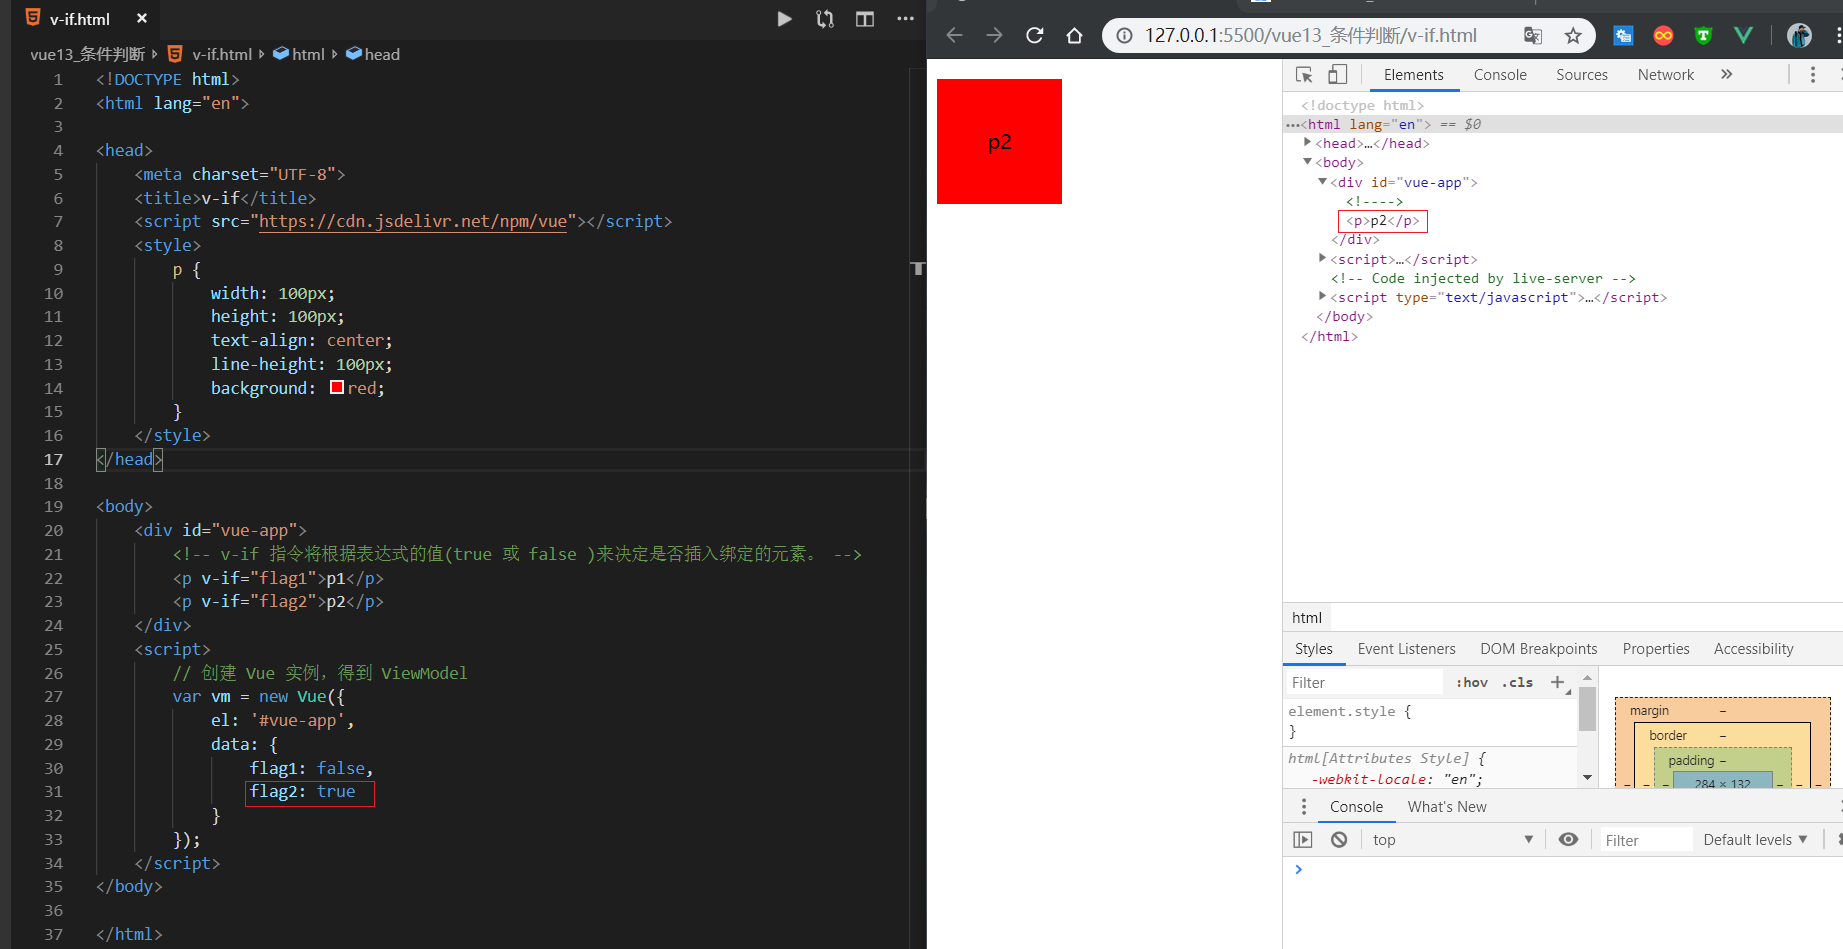 v-if.html ×
vue13_条件判断 › v-if.html › html › head
1 <!DOCTYPE html>
2 <html lang="en">
3
4 <head>
5 <meta charset="UTF-8">
6 <title>v-if</title>
7 <script src="https://cdn.jsdelivr.net/npm/vue"></script>
8 <style>
9 p {
10 width: 100px;
11 height: 100px;
12 text-align: center;
13 line-height: 100px;
14 background: red;
15 }
16 </style>
17 </head>
18
19 <body>
20 <div id="vue-app">
21 <!-- v-if 指令将根据表达式的值(true 或 false )来决定是否插入绑定的元素。 -->
22 <p v-if="flag1">p1</p>
23 <p v-if="flag2">p2</p>
24 </div>
25 <script>
26 // 创建 Vue 实例，得到 ViewModel
27 var vm = new Vue({
28 el: '#vue-app',
29 data: {
30 flag1: false,
31 flag2: true
32 }
33 });
34 </script>
35 </body>
36
37 </html>
127.0.0.1:5500/vue13_条件判断/v-if.html
p2
Elements Console Sources Network »
<!doctype html>
…<html lang="en"> == $0
<head>…</head>
<body>
<div id="vue-app">
<!---->
<p>p2</p>
</div>
<script>…</script>
<!-- Code injected by live-server -->
<script type="text/javascript">…</script>
</body>
</html>
html
Styles Event Listeners DOM Breakpoints Properties Accessibility
Filter :hov .cls +
element.style {
}
html[Attributes Style] {
-webkit-locale: "en";
margin –
border –
padding –
– – – 284 × 132 – – –
Console What's New
top Filter Default levels ▼
›